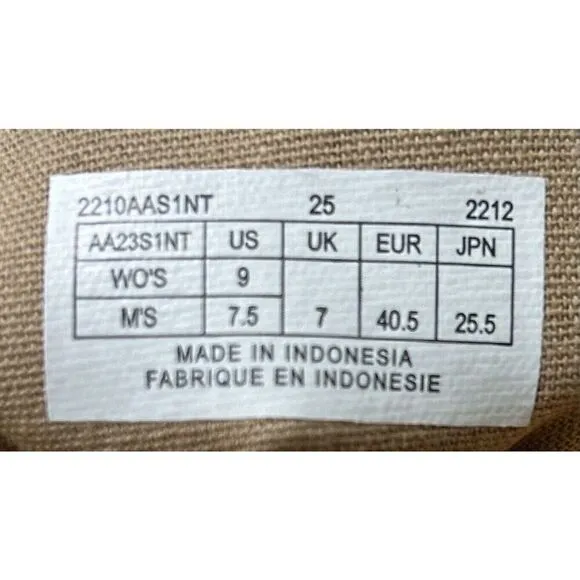 2210AAS1NT 25 2212
AA23S1NT US UK EUR JPN
WO'S 9
M'S 7.5 7 40.5 25.5
MADE IN INDONESIA
FABRIQUE EN INDONESIE